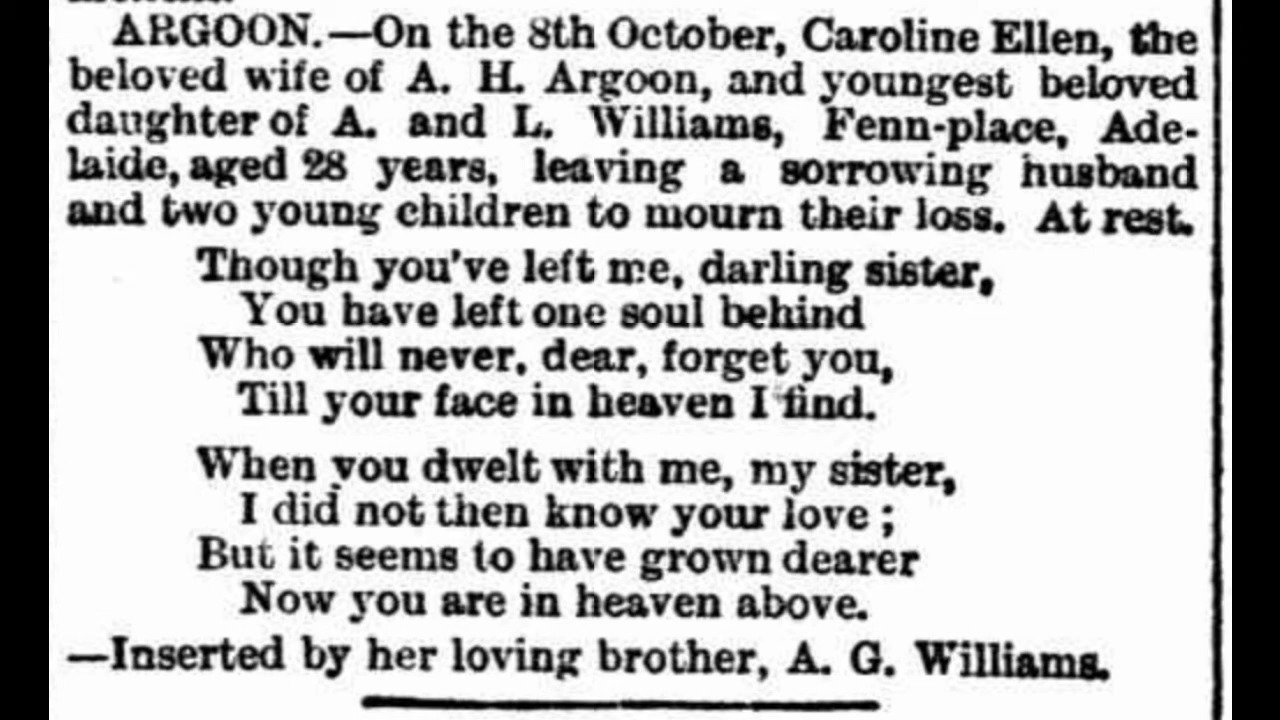 ARGOON.—On the 8th October, Caroline Ellen, the
beloved wife of A. H. Argoon, and youngest beloved
daughter of A. and L. Williams, Fenn-place, Ade-
laide, aged 28 years, leaving a sorrowing husband
and two young children to mourn their loss. At rest.
Though you've left me, darling sister,
You have left one soul behind
Who will never, dear, forget you,
Till your face in heaven I find.
When you dwelt with me, my sister,
I did not then know your love;
But it seems to have grown dearer
Now you are in heaven above.
—Inserted by her loving brother, A. G. Williams.